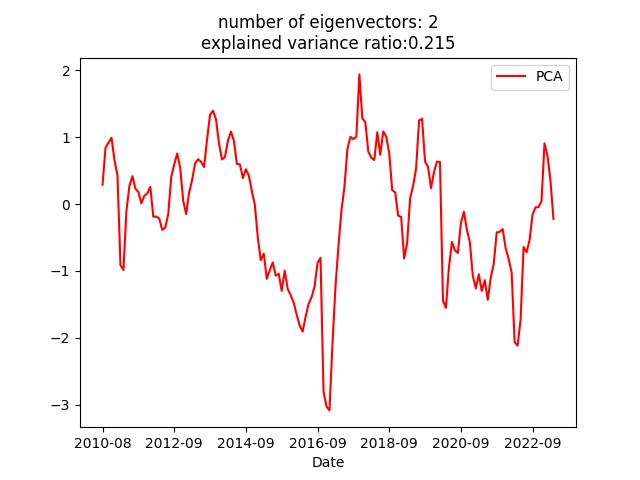 number of eigenvectors: 2
explained variance ratio:0.215
PCA
2
1
0
−1
−2
−3
2010-08 2012-09 2014-09 2016-09 2018-09 2020-09 2022-09
Date